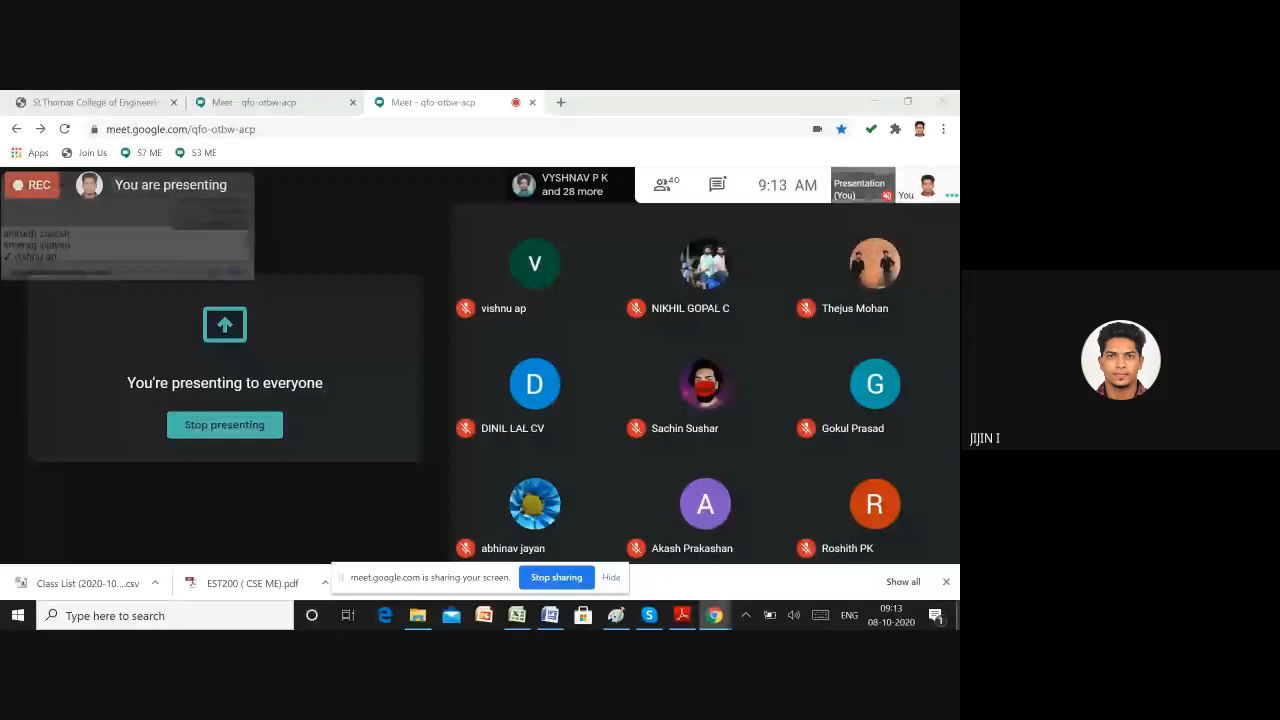 St.Thomas College of Engineerin
Meet - qfo-otbw-acp
Meet - qfo-otbw-acp
meet.google.com/qfo-otbw-acp
Apps
Join Us
S7 ME
S3 ME
REC
You are presenting
VYSHNAV P K
and 28 more
40
9:13 AM
Presentation
(You)
You
vishnu ap
V
vishnu ap
NIKHIL GOPAL C
Thejus Mohan
You're presenting to everyone
Stop presenting
D
DINIL LAL CV
Sachin Sushar
G
Gokul Prasad
abhinav jayan
A
Akash Prakashan
R
Roshith PK
JIJIN I
Class List (2020-10....csv
EST200 ( CSE ME).pdf
meet.google.com is sharing your screen.
Stop sharing
Hide
Show all
Type here to search
ENG
09:13
08-10-2020
1